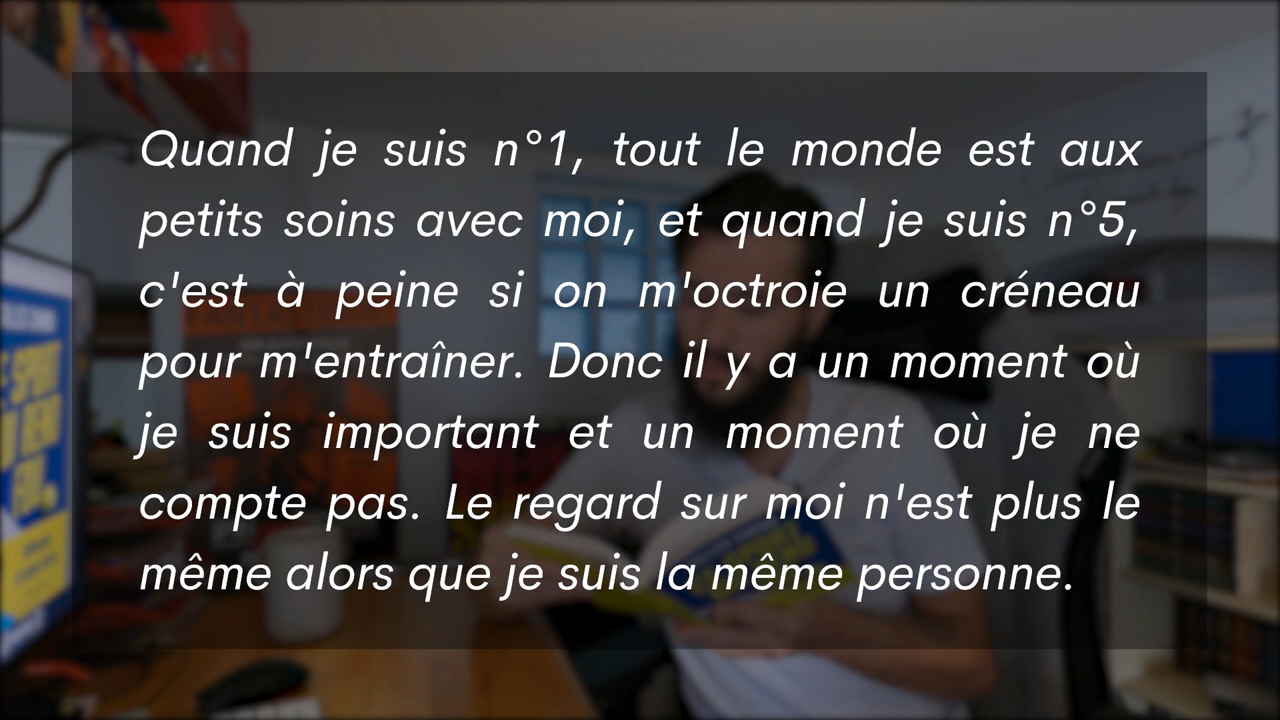 Quand je suis n°1, tout le monde est aux
petits soins avec moi, et quand je suis n°5,
c'est à peine si on m'octroie un créneau
pour m'entraîner. Donc il y a un moment où
je suis important et un moment où je ne
compte pas. Le regard sur moi n'est plus le
même alors que je suis la même personne.